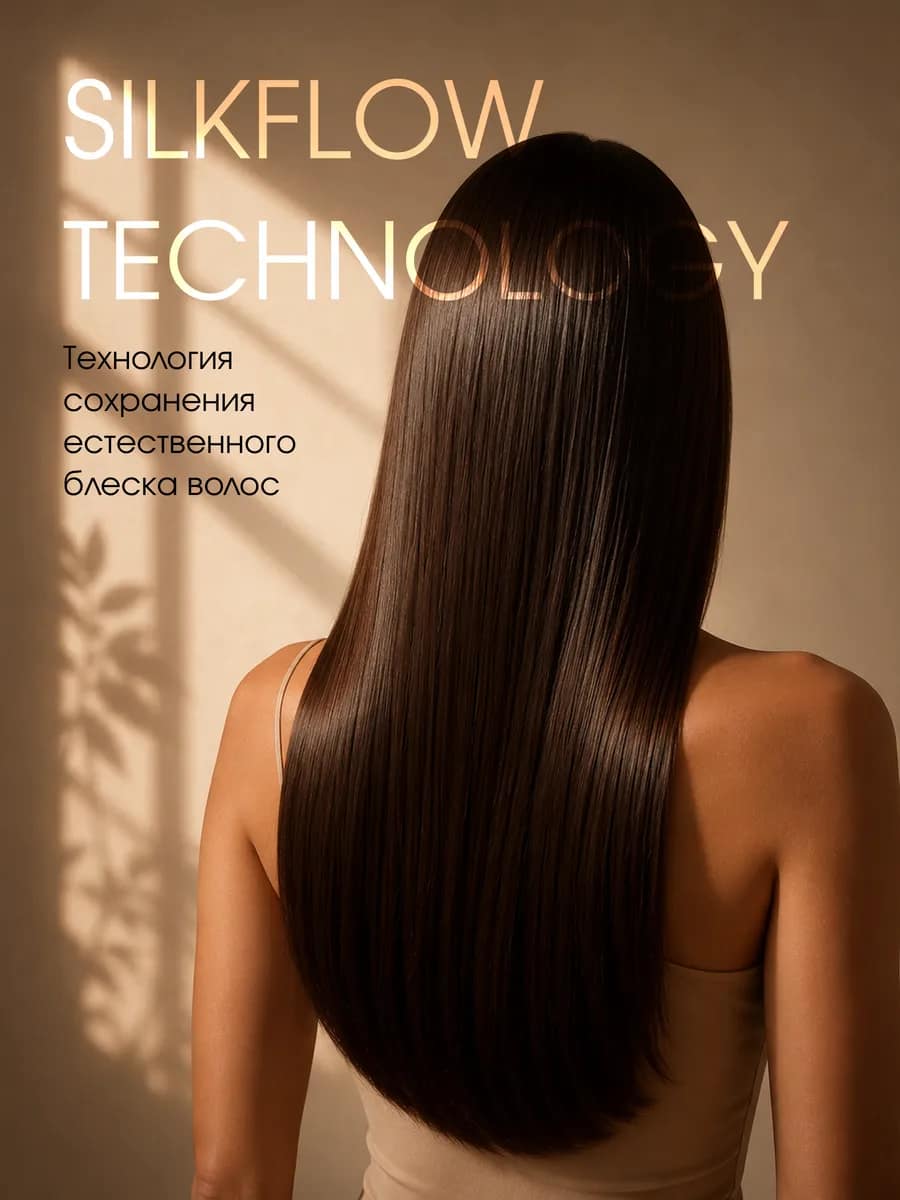 SILKFLOW
TECHNOLOGY
Технология
сохранения
естественного
блеска волос